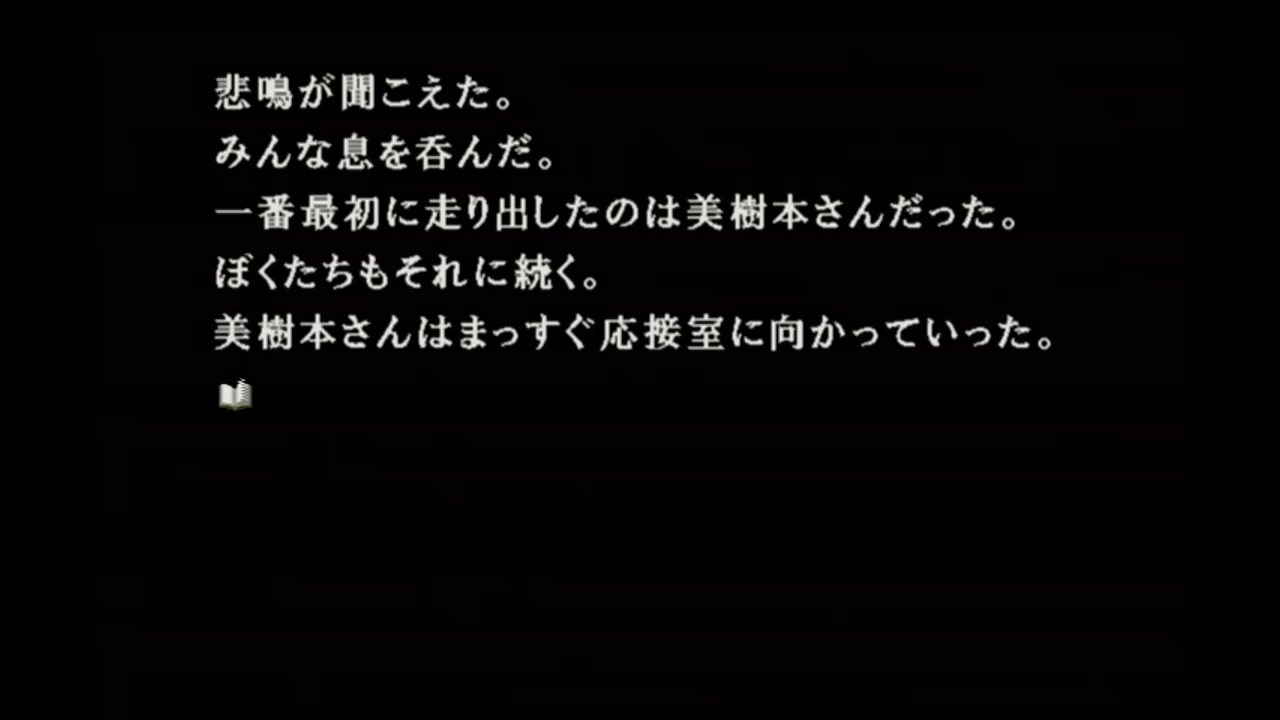 悲鳴が聞こえた。
みんな息を呑んだ。
一番最初に走り出したのは美樹本さんだった。
ぼくたちもそれに続く。
美樹本さんはまっすぐ応接室に向かっていった。